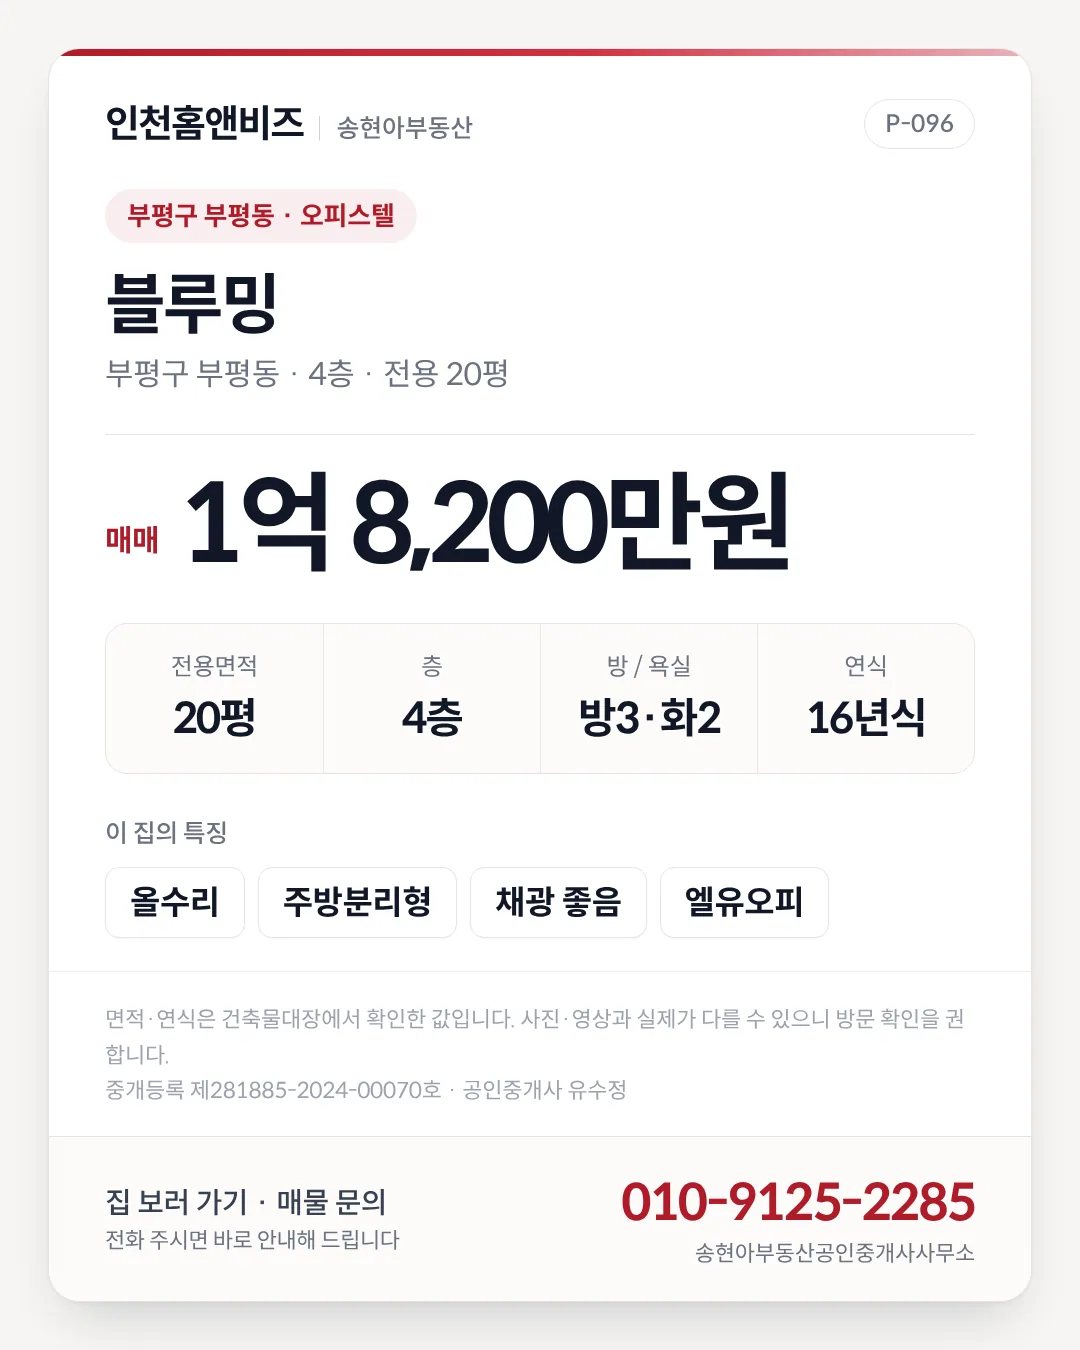 인천홈앤비즈 | 송현아부동산
P-096
부평구 부평동 · 오피스텔
블루밍
부평구 부평동 · 4층 · 전용 20평
매매 1억 8,200만원
전용면적 층 방 / 욕실 연식
20평 4층 방3·화2 16년식
이 집의 특징
올수리 주방분리형 채광 좋음 엘유오피
면적·연식은 건축물대장에서 확인한 값입니다. 사진·영상과 실제가 다를 수 있으니 방문 확인을 권
합니다.
중개등록 제281885-2024-00070호 · 공인중개사 유수정
집 보러 가기 · 매물 문의
전화 주시면 바로 안내해 드립니다
010-9125-2285
송현아부동산공인중개사사무소